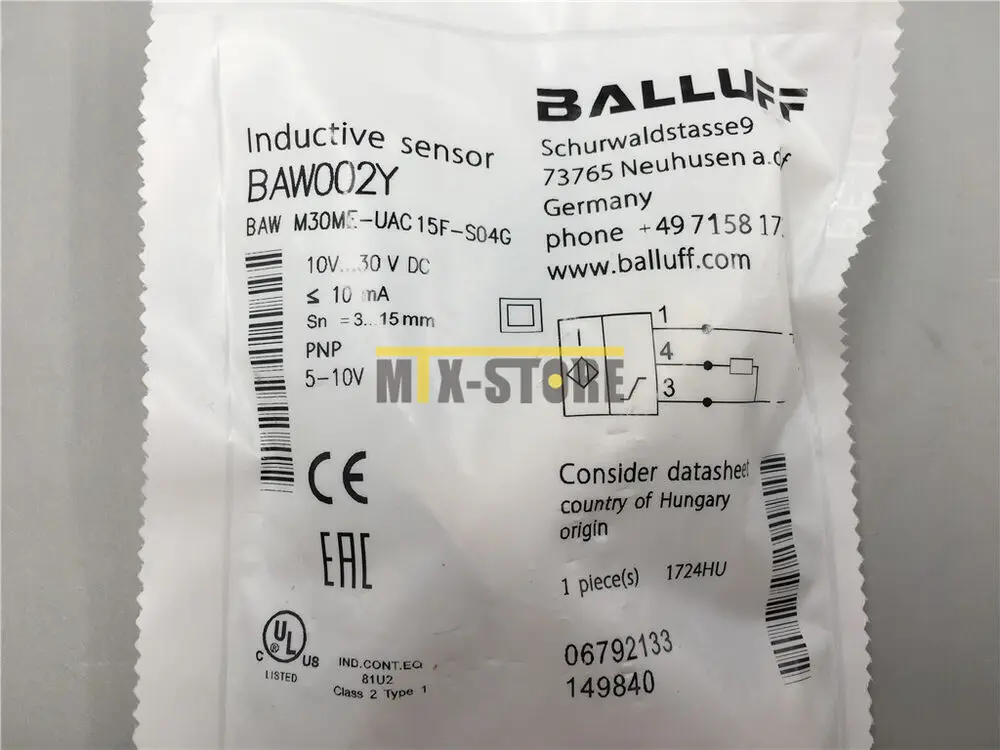 Inductive sensor
BAW002Y
BAW M30ME-UAC15F-S04G
10V...30 V DC
≤ 10 mA
Sn =3...15mm
PNP
5-10V
CE
EAC
C UL ® US
LISTED
IND.CONT.EQ
81U2
Class 2 Type 1
BALLUFF
Schurwaldstasse9
73765 Neuhusen a.
Germany
phone +49 7158 17
www.balluff.com
1
4
3
MTX-STORE
Consider datasheet
country of Hungary
origin
1 piece(s) 1724HU
06792133
149840